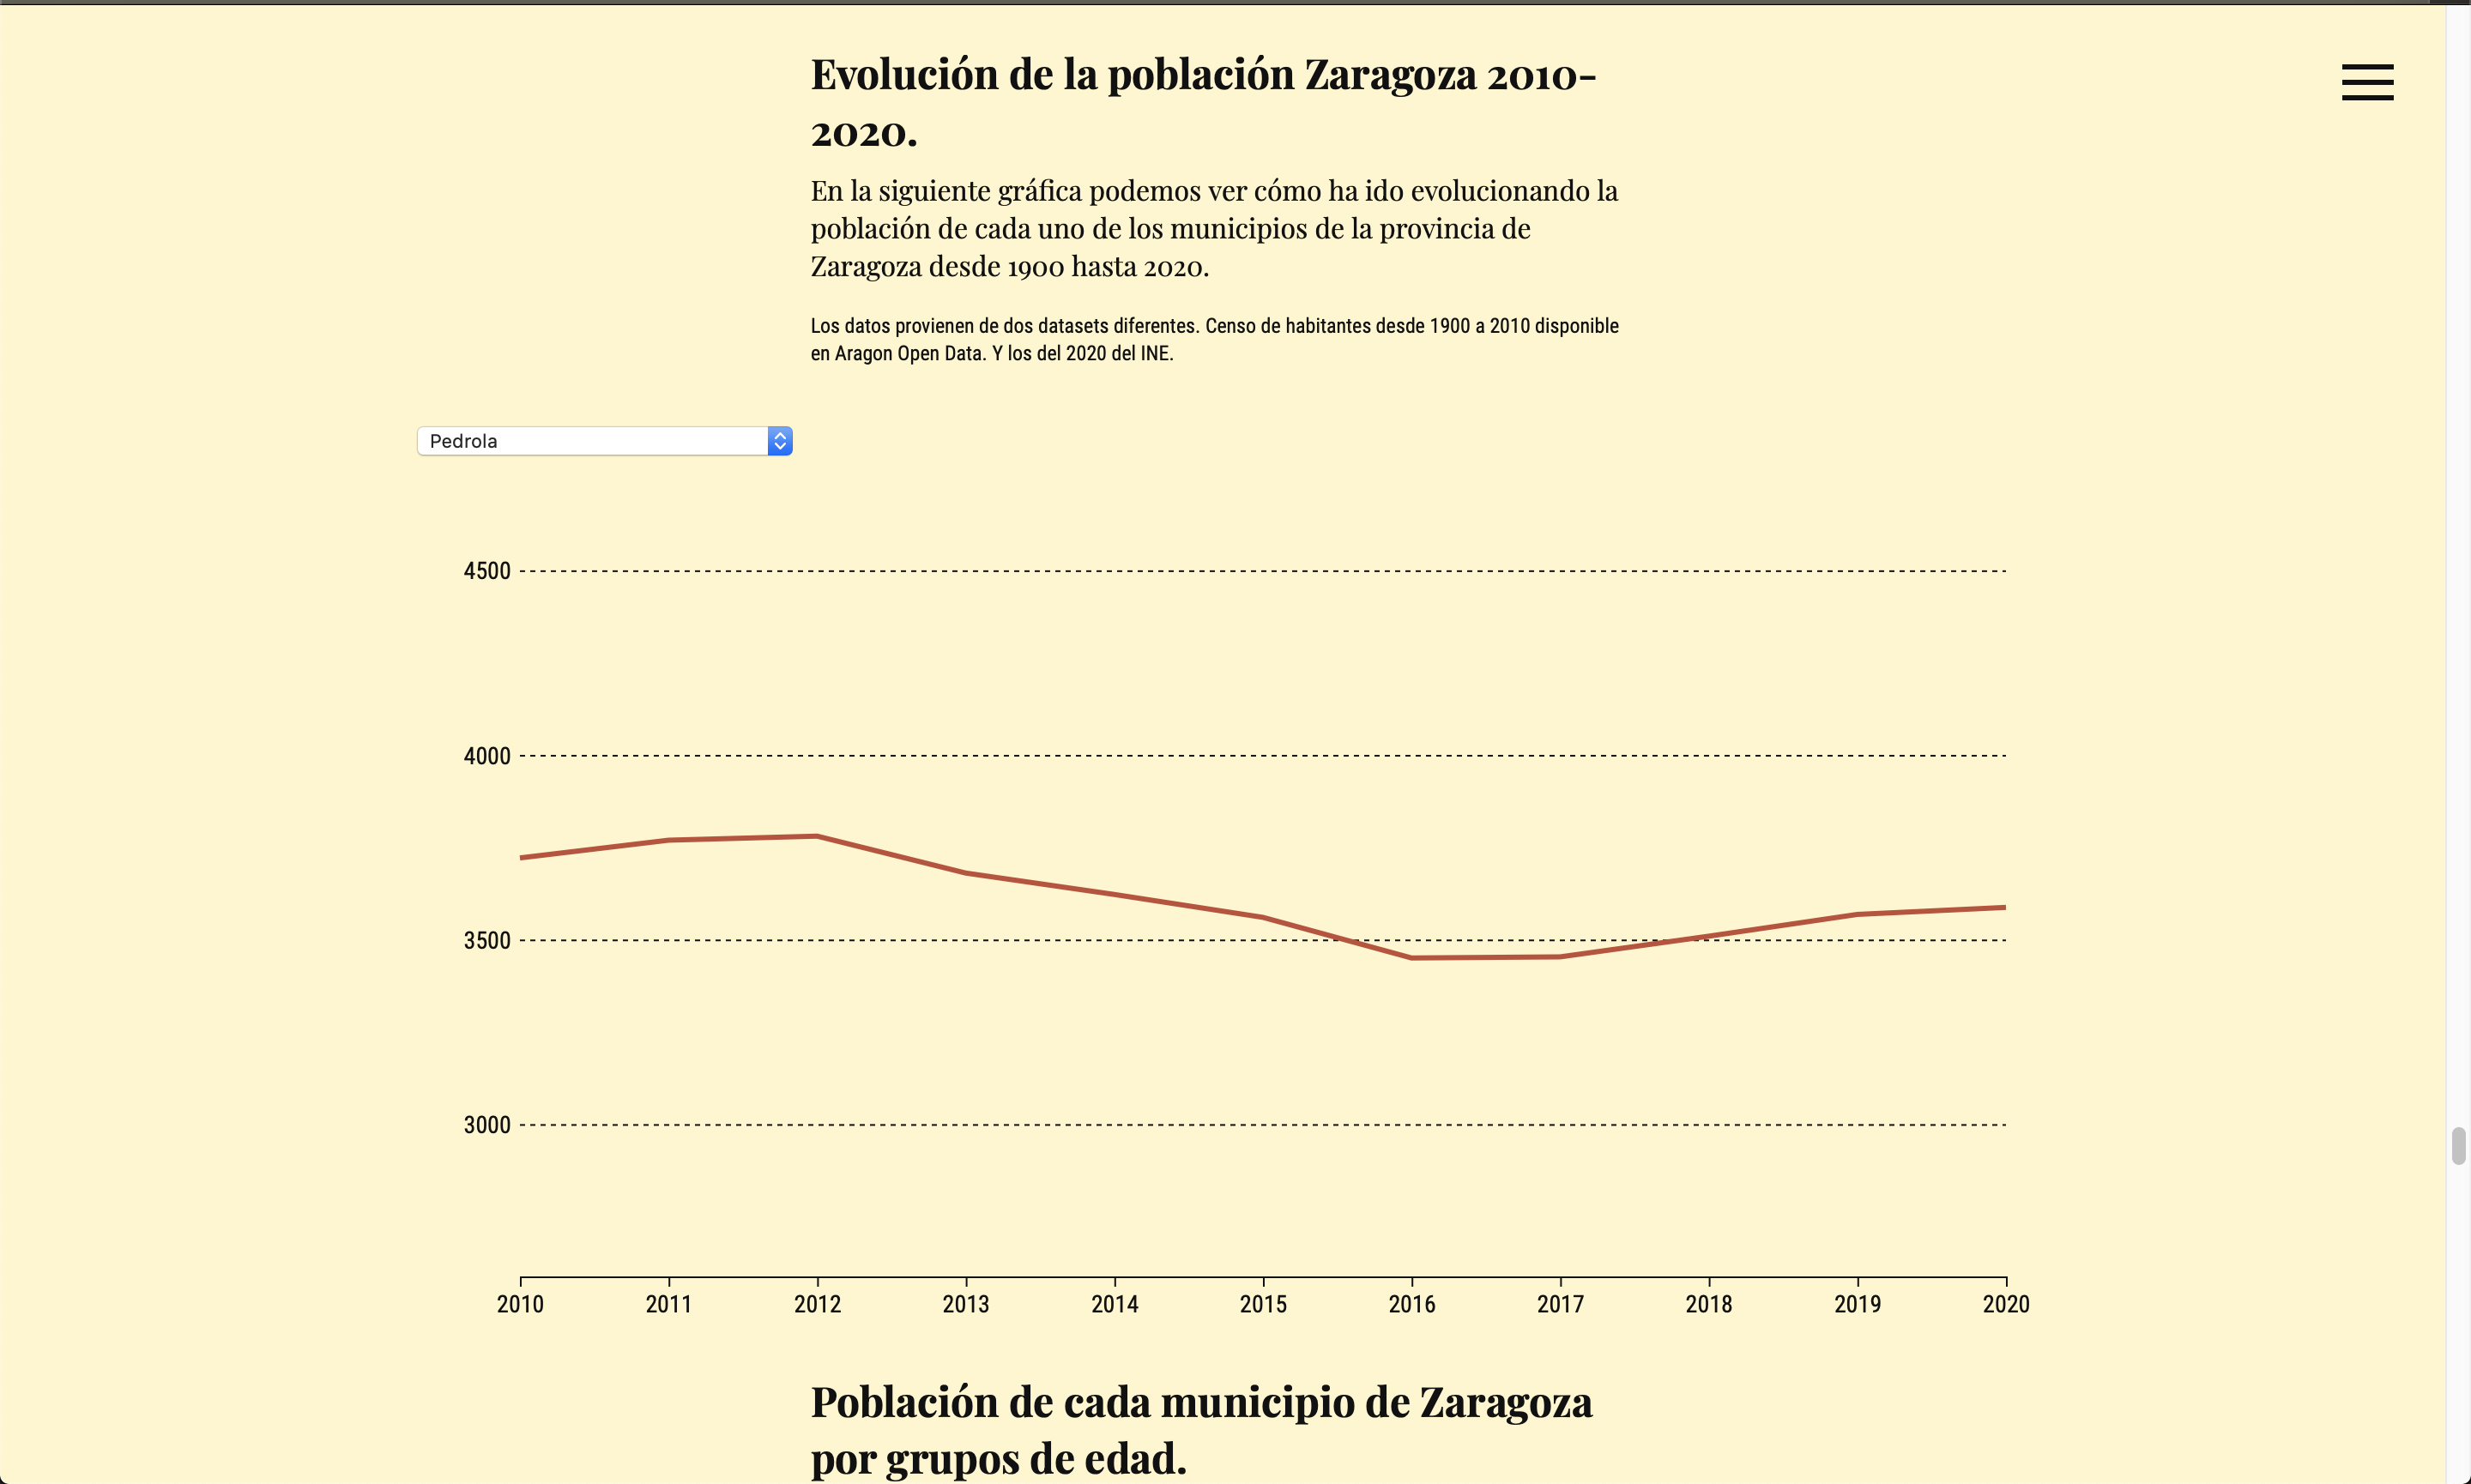 Evolución de la población Zaragoza 2010-
2020.
En la siguiente gráfica podemos ver cómo ha ido evolucionando la
población de cada uno de los municipios de la provincia de
Zaragoza desde 1900 hasta 2020.
Los datos provienen de dos datasets diferentes. Censo de habitantes desde 1900 a 2010 disponible
en Aragon Open Data. Y los del 2020 del INE.
Pedrola
4500
4000
3500
3000
2010 2011 2012 2013 2014 2015 2016 2017 2018 2019 2020
Población de cada municipio de Zaragoza
por grupos de edad.